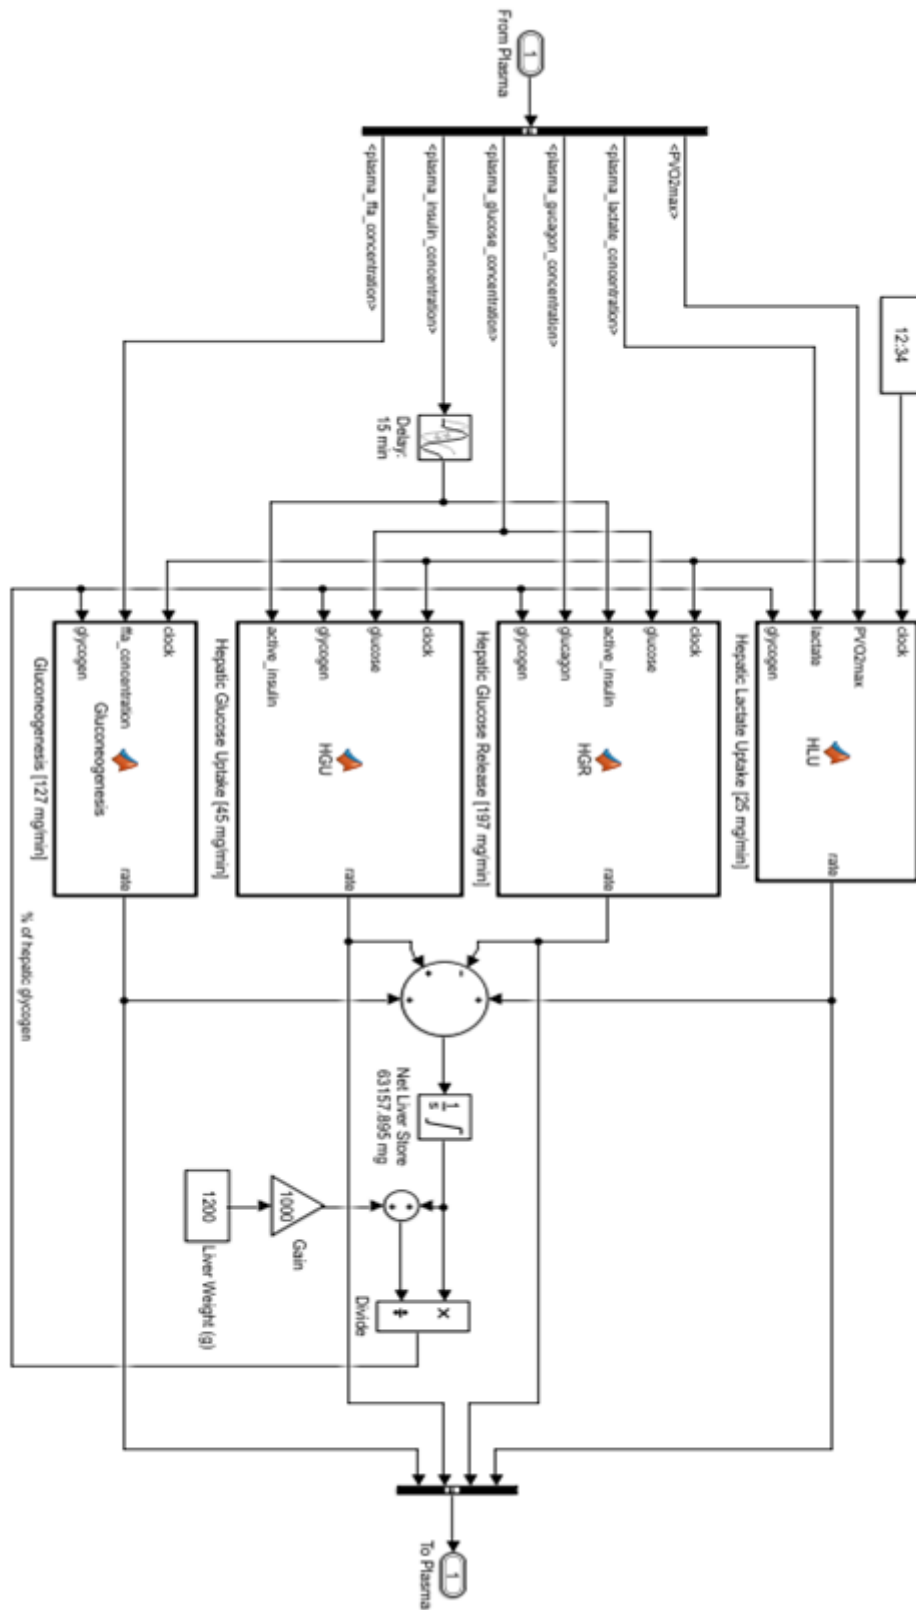 12:34
1
From Plasma
<PVO2max>
<plasma_lactate_concentration>
<plasma_gucagon_concentration>
<plasma_glucose_concentration>
<plasma_insulin_concentration>
<plasma_ffa_concentration>
Delay:
15 min
clock
PVO2max
lactate
glycogen
HLU
rate
Hepatic Lactate Uptake [25 mg/min]
clock
glucose
active_insulin
glucagon
glycogen
HGR
rate
Hepatic Glucose Release [197 mg/min]
clock
glucose
glycogen
active_insulin
HGU
rate
Hepatic Glucose Uptake [45 mg/min]
clock
ffa_concentration
glycogen
Gluconeogenesis
rate
Gluconeogenesis [127 mg/min]
% of hepatic glycogen
+
-
+
+
1
s
Net Liver Store
63157.895 mg
+
+
1200
Liver Weight (g)
1000
Gain
×
÷
Divide
1
To Plasma